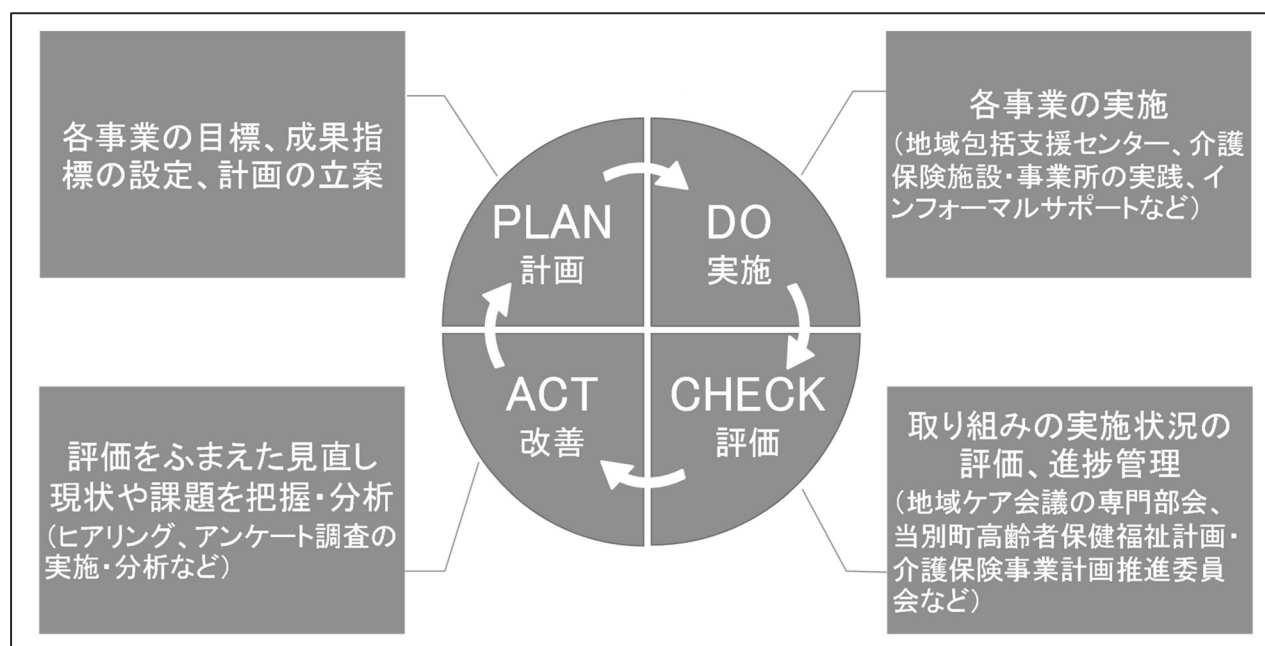 各事業の目標、成果指
標の設定、計画の立案
各事業の実施
(地域包括支援センター、介護
保険施設・事業所の実践、イ
ンフォーマルサポートなど)
PLAN
計画
DO
実施
ACT
改善
CHECK
評価
評価をふまえた見直し
現状や課題を把握・分析
(ヒアリング、アンケート調査の
実施・分析など)
取り組みの実施状況の
評価、進捗管理
(地域ケア会議の専門部会、
当別町高齢者保健福祉計画・
介護保険事業計画推進委員
会など)